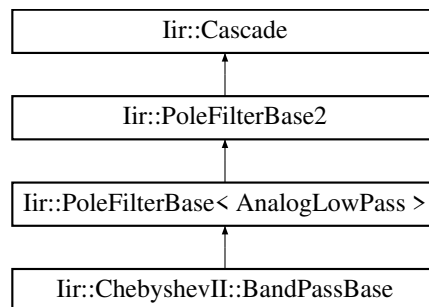 Iir::Cascade
Iir::PoleFilterBase2
Iir::PoleFilterBase< AnalogLowPass >
Iir::ChebyshevII::BandPassBase